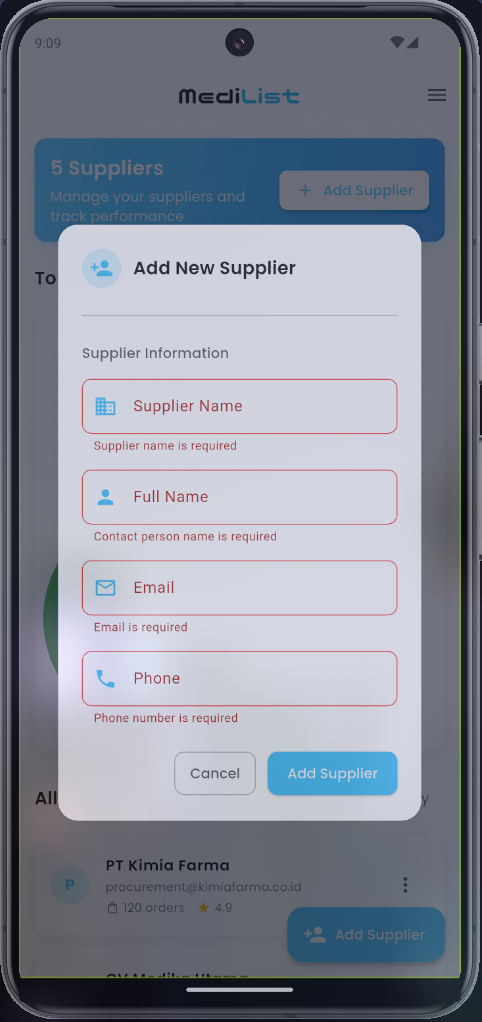 9:09
MediList
5 Suppliers
Manage your suppliers and
track performance
Add Supplier
To
Add New Supplier
Supplier Information
Supplier Name
Supplier name is required
Full Name
Contact person name is required
Email
Email is required
Phone
Phone number is required
Cancel
Add Supplier
All
y
P
PT Kimia Farma
procurement@kimiafarma.co.id
120 orders
4.9
Add Supplier
CV Medika Utama